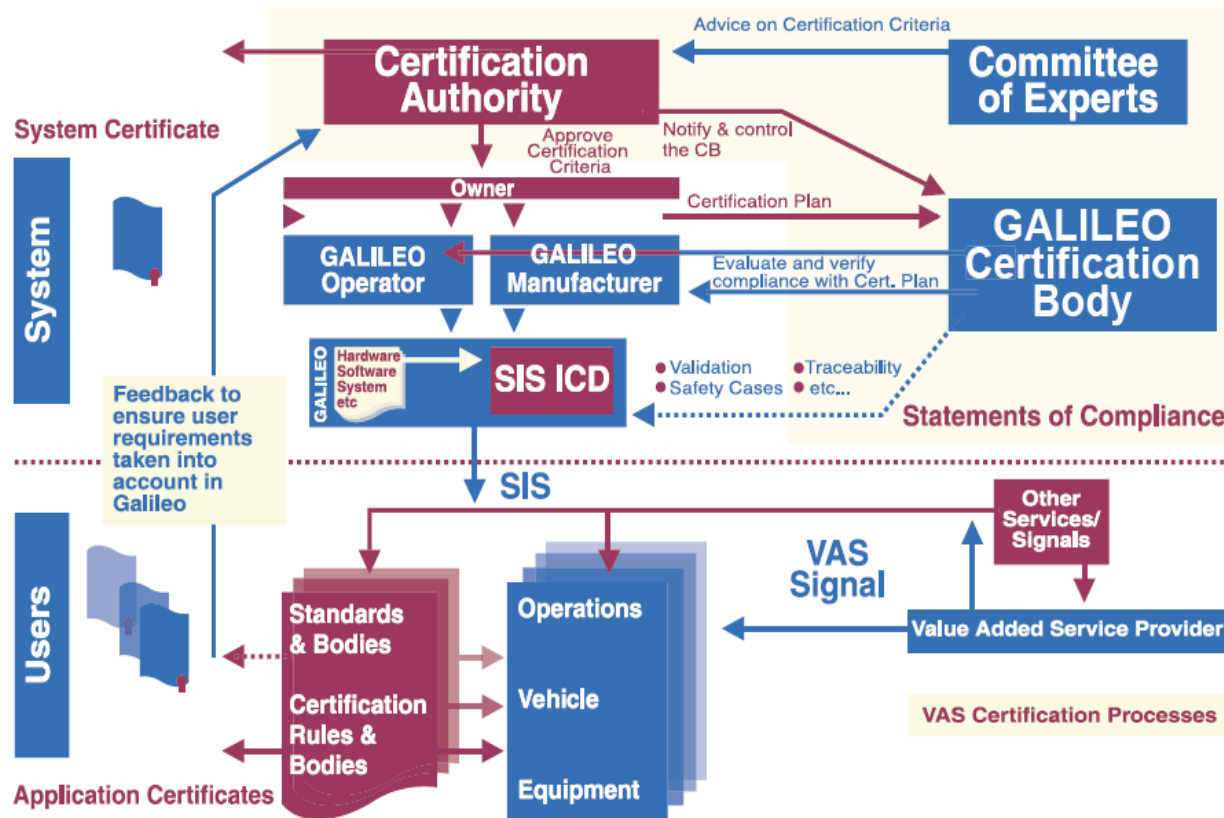 Advice on Certification Criteria
Certification
Authority
Committee
of Experts
System Certificate
Approve
Certification
Criteria
Notify & control
the CB
Owner
Certification Plan
System
GALILEO
Operator
GALILEO
Manufacturer
GALILEO
Certification
Body
Evaluate and verify
compliance with Cert. Plan
GALILEO
Hardware
Software
System
etc
SIS ICD
Validation
Safety Cases
Traceability
etc...
Statements of Compliance
Feedback to
ensure user
requirements
taken into
account in
Galileo
SIS
Other
Services/
Signals
VAS
Signal
Users
Standards
& Bodies
Certification
Rules &
Bodies
Operations
Vehicle
Equipment
Value Added Service Provider
VAS Certification Processes
Application Certificates